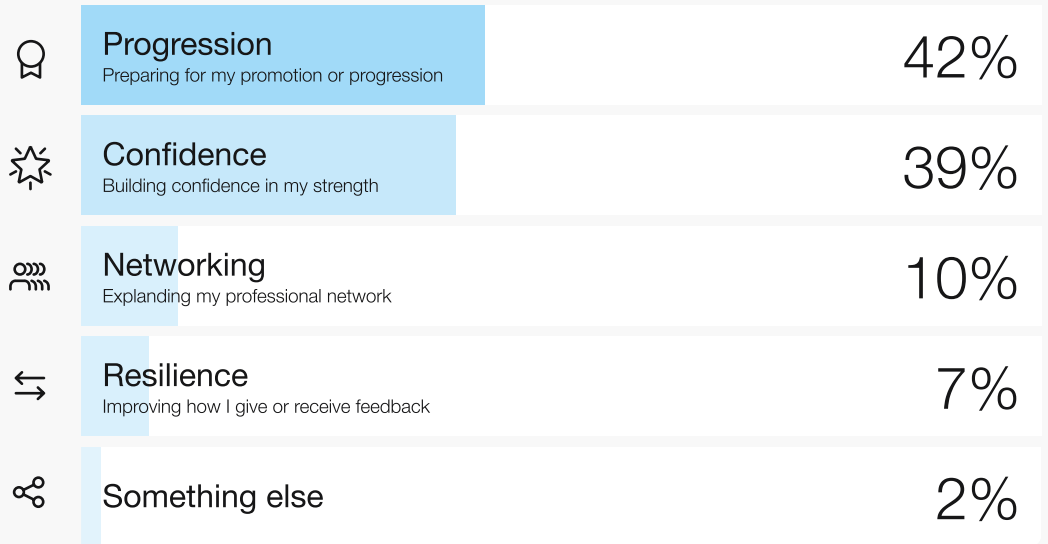 Progression
Preparing for my promotion or progression
42%
Confidence
Building confidence in my strength
39%
Networking
Explanding my professional network
10%
Resilience
Improving how I give or receive feedback
7%
Something else
2%